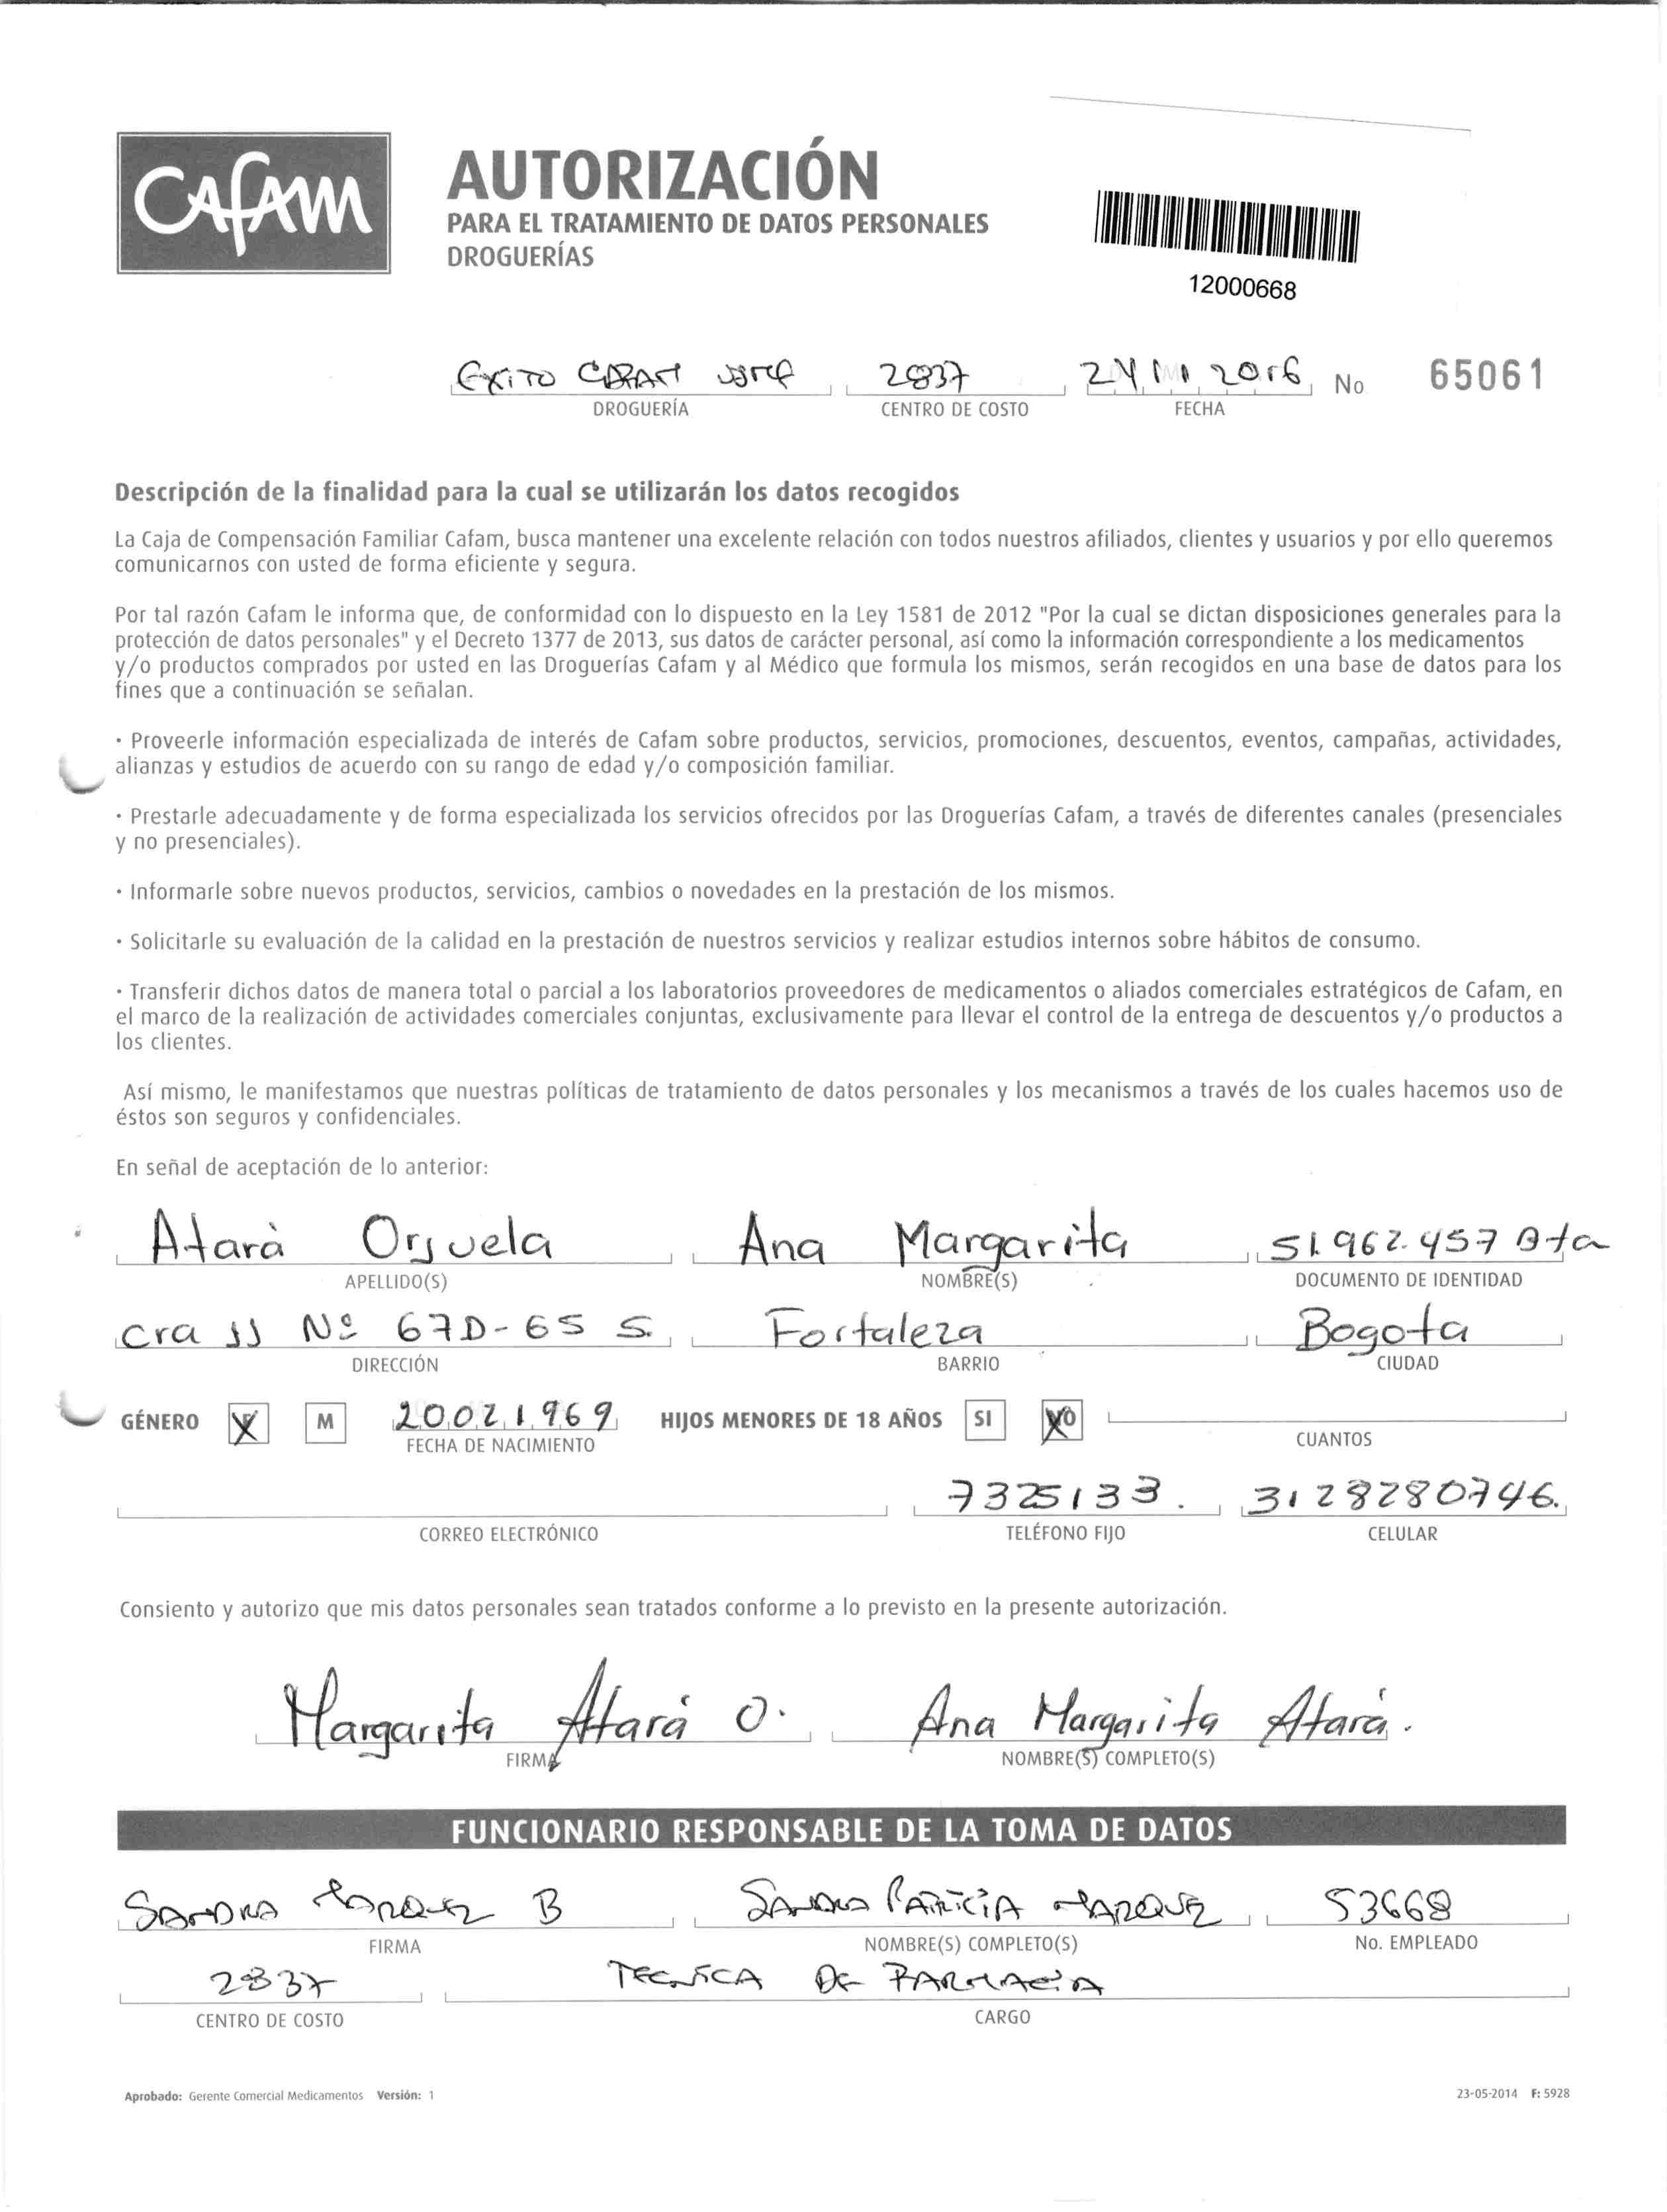 Cafam
AUTORIZACIÓN
PARA EL TRATAMIENTO DE DATOS PERSONALES
DROGUERÍAS
12000668
EXITO 2837 24 11 2016 No 65061
DROGUERÍA CENTRO DE COSTO FECHA
Descripción de la finalidad para la cual se utilizarán los datos recogidos
La Caja de Compensación Familiar Cafam, busca mantener una excelente relación con todos nuestros afiliados, clientes y usuarios y por ello queremos
comunicarnos con usted de forma eficiente y segura.
Por tal razón Cafam le informa que, de conformidad con lo dispuesto en la Ley 1581 de 2012 "Por la cual se dictan disposiciones generales para la
protección de datos personales" y el Decreto 1377 de 2013, sus datos de carácter personal, así como la información correspondiente a los medicamentos
y/o productos comprados por usted en las Droguerías Cafam y al Médico que formula los mismos, serán recogidos en una base de datos para los
fines que a continuación se señalan.
· Proveerle información especializada de interés de Cafam sobre productos, servicios, promociones, descuentos, eventos, campañas, actividades,
alianzas y estudios de acuerdo con su rango de edad y/o composición familiar.
· Prestarle adecuadamente y de forma especializada los servicios ofrecidos por las Droguerías Cafam, a través de diferentes canales (presenciales
y no presenciales).
· Informarle sobre nuevos productos, servicios, cambios o novedades en la prestación de los mismos.
· Solicitarle su evaluación de la calidad en la prestación de nuestros servicios y realizar estudios internos sobre hábitos de consumo.
· Transferir dichos datos de manera total o parcial a los laboratorios proveedores de medicamentos o aliados comerciales estratégicos de Cafam, en
el marco de la realización de actividades comerciales conjuntas, exclusivamente para llevar el control de la entrega de descuentos y/o productos a
los clientes.
Así mismo, le manifestamos que nuestras políticas de tratamiento de datos personales y los mecanismos a través de los cuales hacemos uso de
éstos son seguros y confidenciales.
En señal de aceptación de lo anterior:
Atará Orjuela Ana Margarita 51.962.457 Bta
APELLIDO(S) NOMBRE(S) DOCUMENTO DE IDENTIDAD
cra JJ Nº 67D-65 S. Fortaleza Bogota
DIRECCIÓN BARRIO CIUDAD
GÉNERO X M 20021969 HIJOS MENORES DE 18 AÑOS SI NO
FECHA DE NACIMIENTO CUANTOS
7325133. 3128280746.
CORREO ELECTRÓNICO TELÉFONO FIJO CELULAR
Consiento y autorizo que mis datos personales sean tratados conforme a lo previsto en la presente autorización.
Margarita Atará O. Ana Margarita Atará.
FIRMA NOMBRE(S) COMPLETO(S)
FUNCIONARIO RESPONSABLE DE LA TOMA DE DATOS
SANDRA Marquez B SANDRA PATRICIA MARQUEZ 53668
FIRMA NOMBRE(S) COMPLETO(S) No. EMPLEADO
2837 TECNICA DE FARMACIA
CENTRO DE COSTO CARGO
Aprobado: Gerente Comercial Medicamentos Versión: 1 23-05-2014 F: 5928